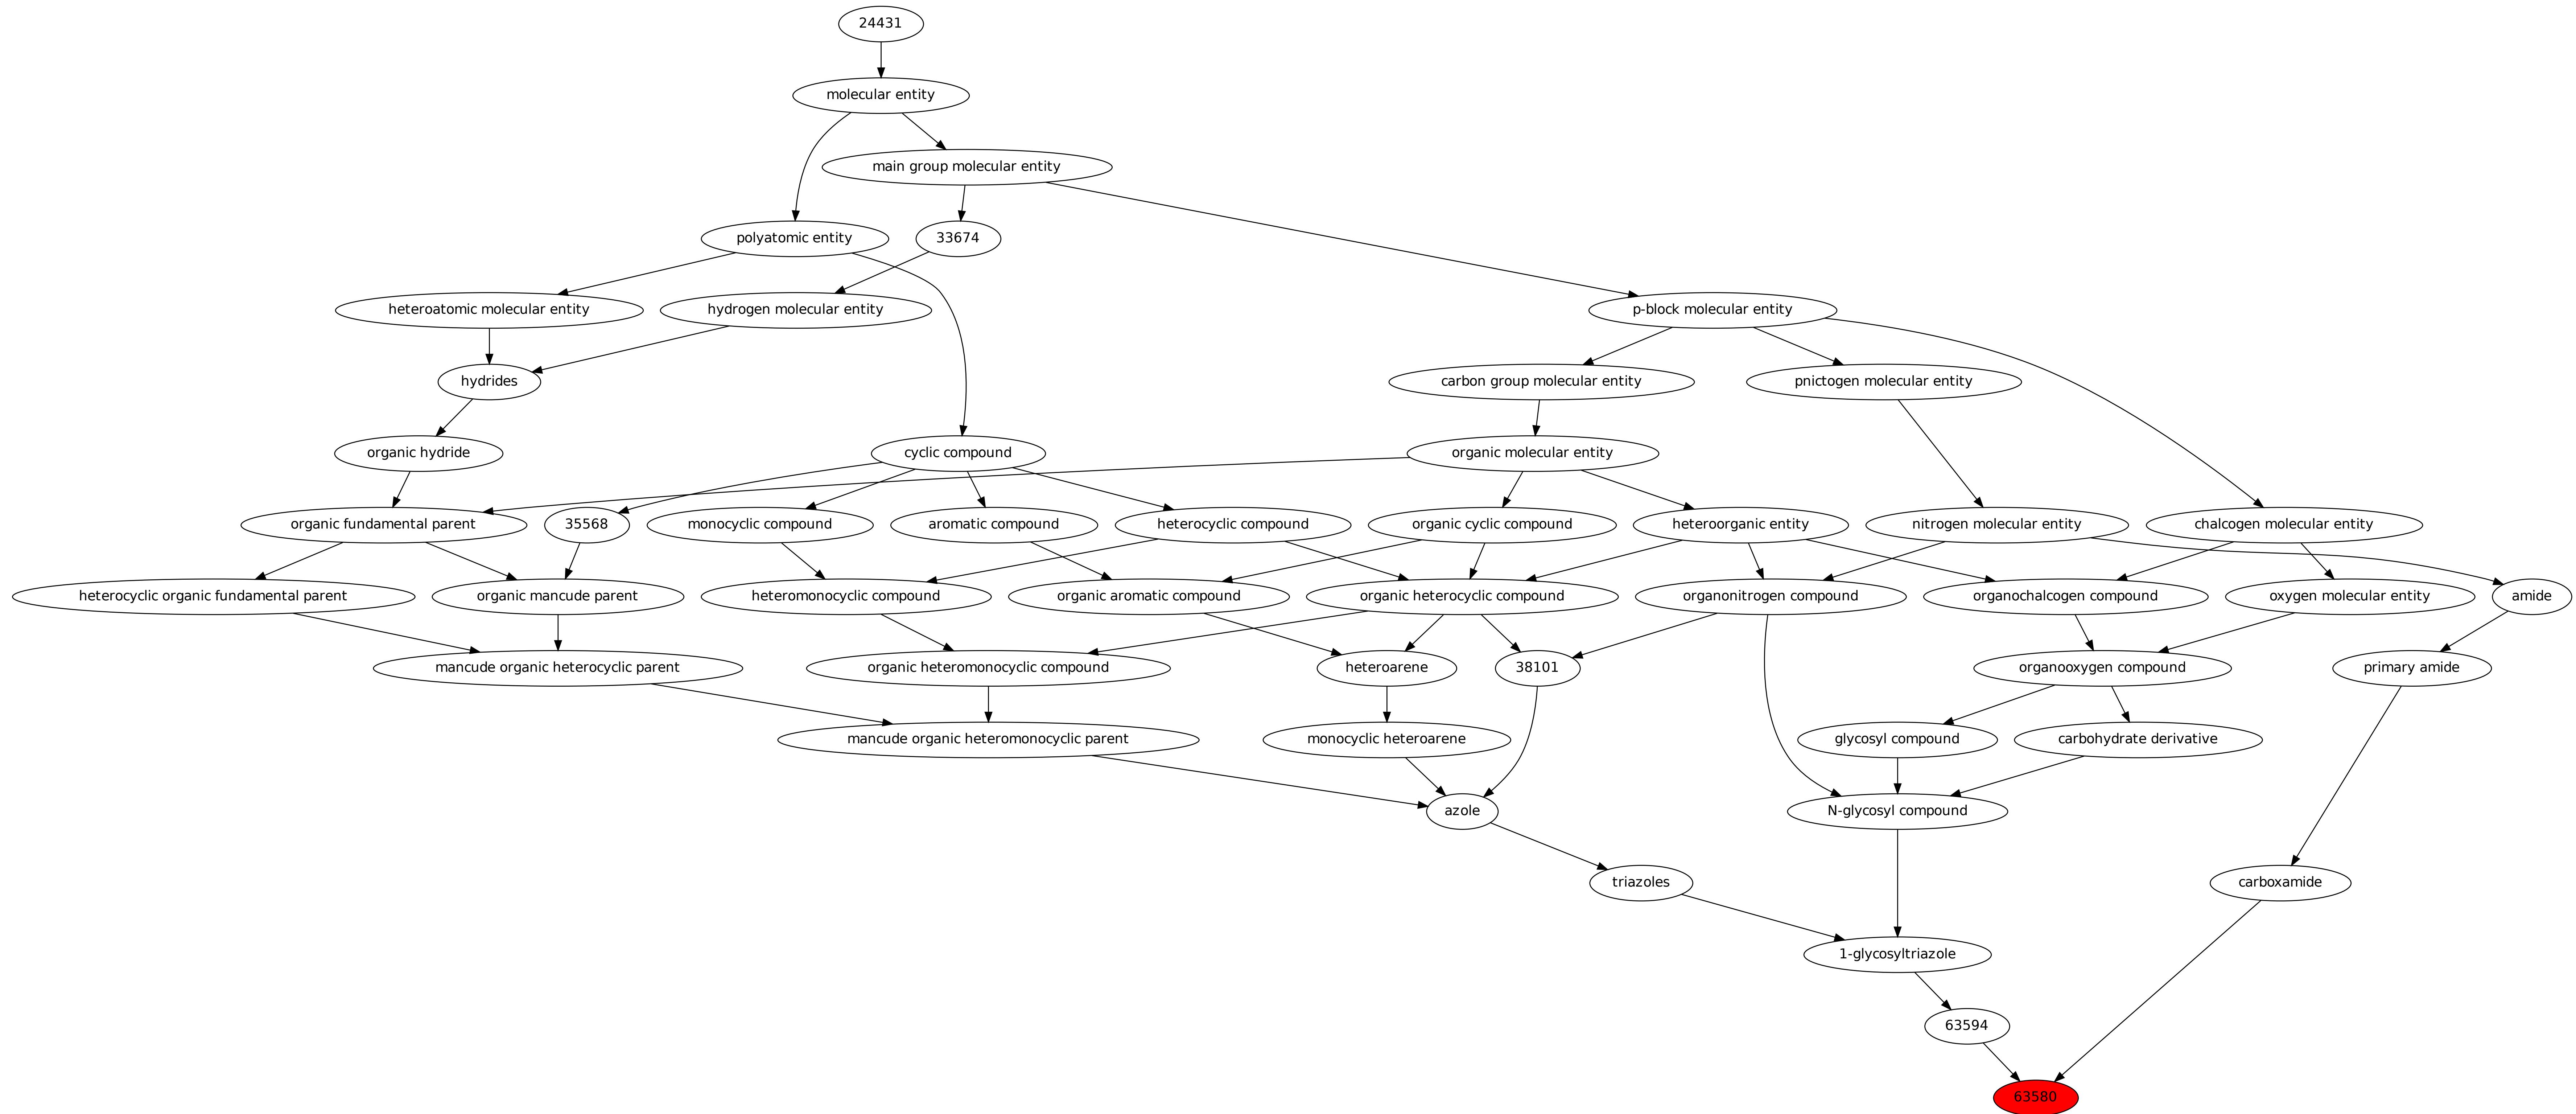 24431
molecular entity
main group molecular entity
polyatomic entity
33674
heteroatomic molecular entity
hydrogen molecular entity
p-block molecular entity
hydrides
carbon group molecular entity
pnictogen molecular entity
organic hydride
cyclic compound
organic molecular entity
organic fundamental parent
35568
monocyclic compound
aromatic compound
heterocyclic compound
organic cyclic compound
heteroorganic entity
nitrogen molecular entity
chalcogen molecular entity
heterocyclic organic fundamental parent
organic mancude parent
heteromonocyclic compound
organic aromatic compound
organic heterocyclic compound
organonitrogen compound
organochalcogen compound
oxygen molecular entity
amide
mancude organic heterocyclic parent
organic heteromonocyclic compound
heteroarene
38101
organooxygen compound
primary amide
mancude organic heteromonocyclic parent
monocyclic heteroarene
glycosyl compound
carbohydrate derivative
azole
N-glycosyl compound
triazoles
carboxamide
1-glycosyltriazole
63594
63580